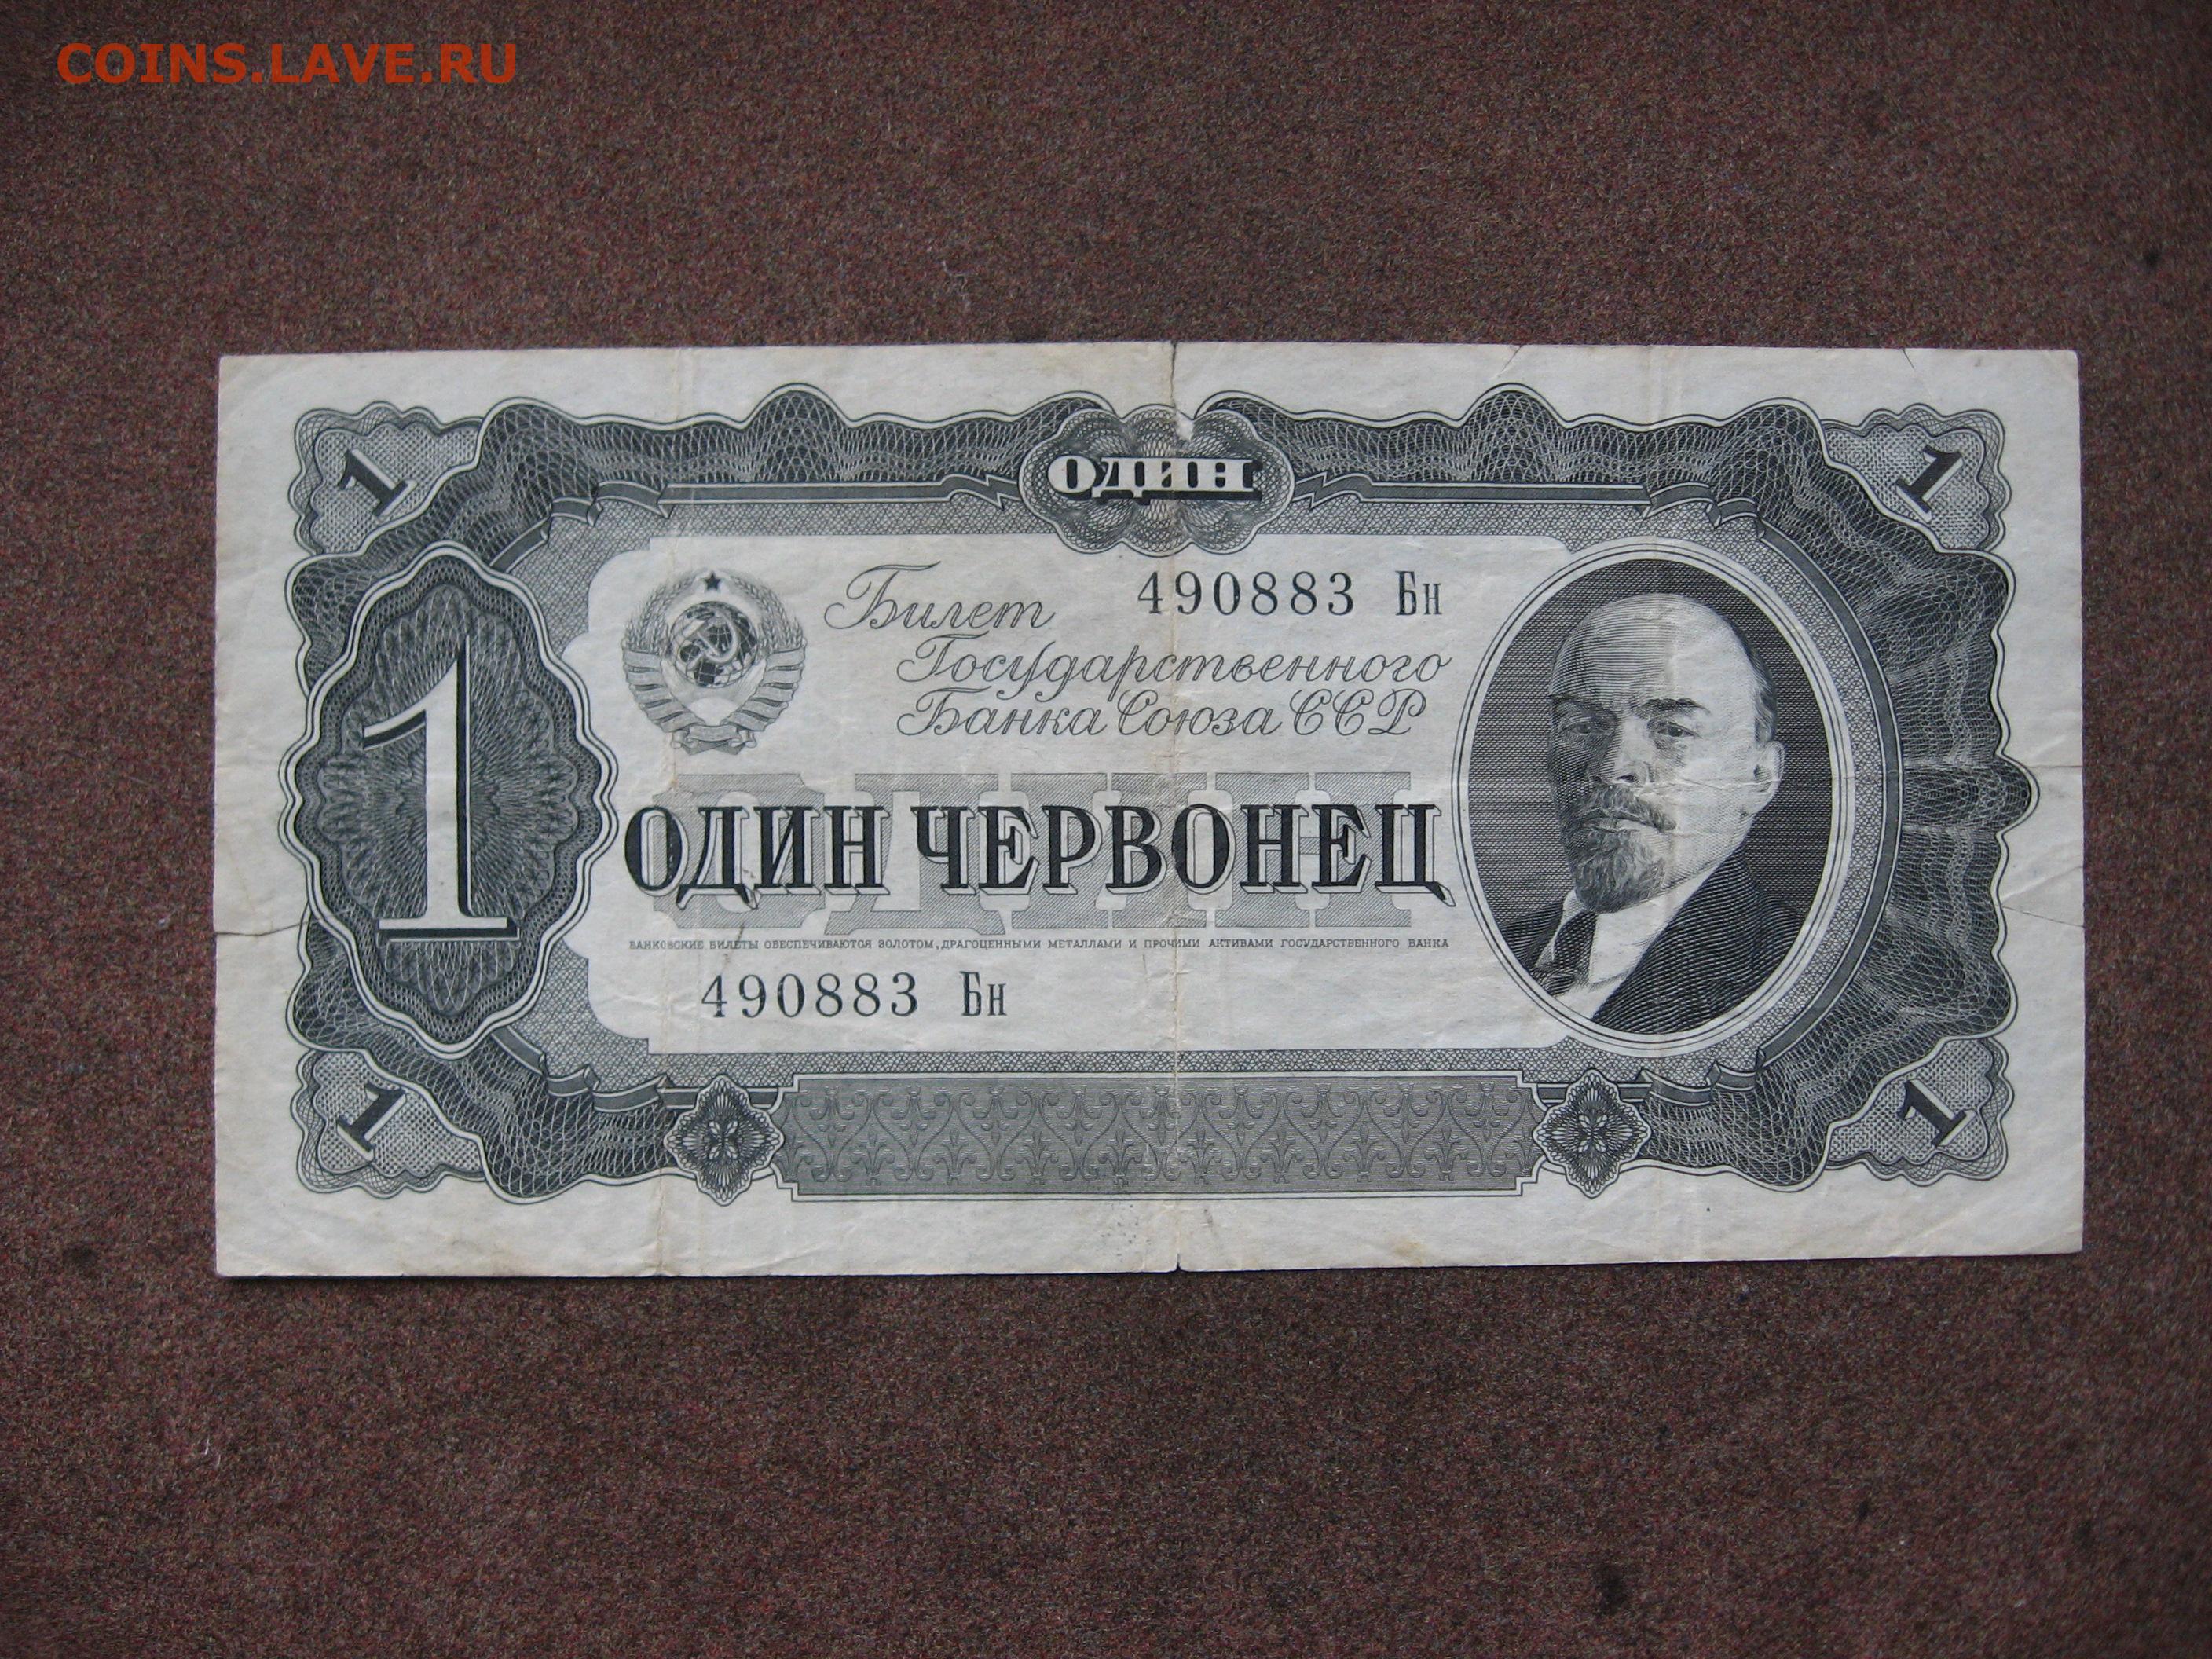 COINS.LAVE.RU
1 ОДИН 1
Билет 490883 Бн
Государственного
Банка Союза ССР
ОДИН
1 ОДИН ЧЕРВОНЕЦ
БАНКОВСКИЕ БИЛЕТЫ ОБЕСПЕЧИВАЮТСЯ ЗОЛОТОМ, ДРАГОЦЕННЫМИ МЕТАЛЛАМИ И ПРОЧИМИ АКТИВАМИ ГОСУДАРСТВЕННОГО БАНКА
490883 Бн
1 1